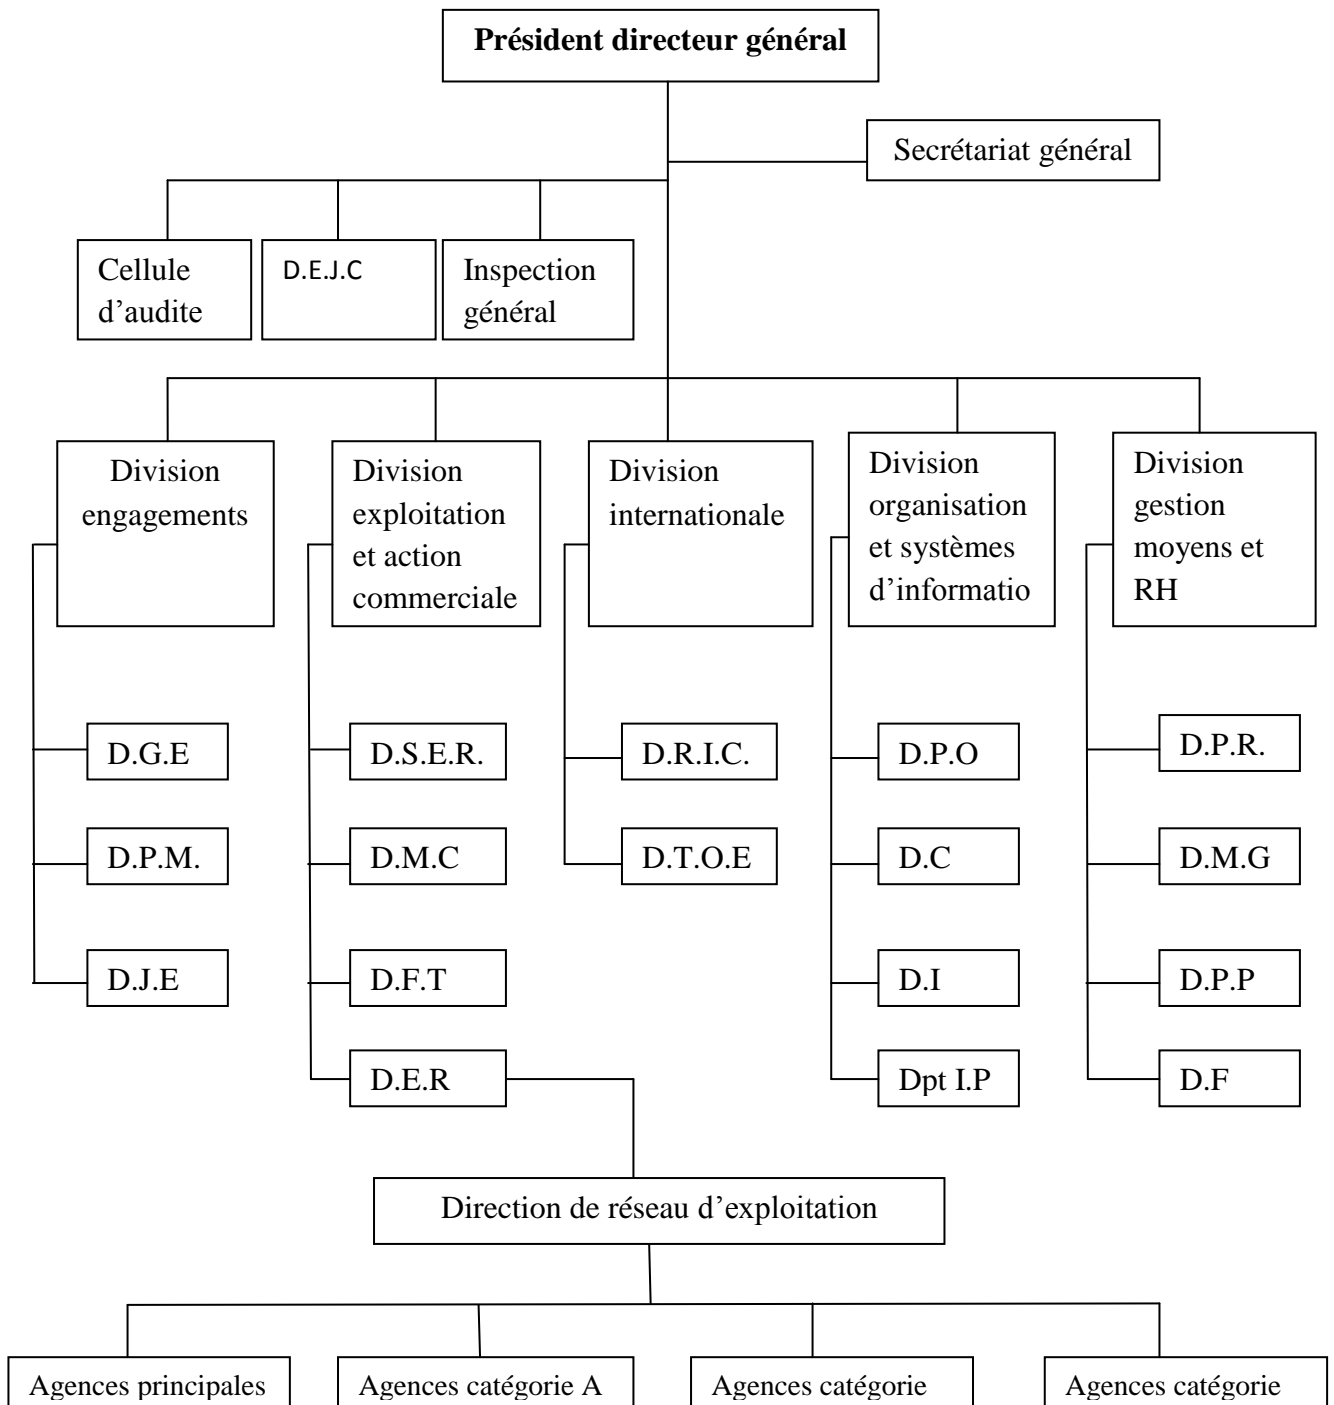 Président directeur général
Secrétariat général
Cellule
d’audite
D.E.J.C
Inspection
général
Division
engagements
Division
exploitation
et action
commerciale
Division
internationale
Division
organisation
et systèmes
d’informatio
Division
gestion
moyens et
RH
D.G.E
D.S.E.R.
D.R.I.C.
D.P.O
D.P.R.
D.P.M.
D.M.C
D.T.O.E
D.C
D.M.G
D.J.E
D.F.T
D.I
D.P.P
D.E.R
Dpt I.P
D.F
Direction de réseau d’exploitation
Agences principales
Agences catégorie A
Agences catégorie
Agences catégorie